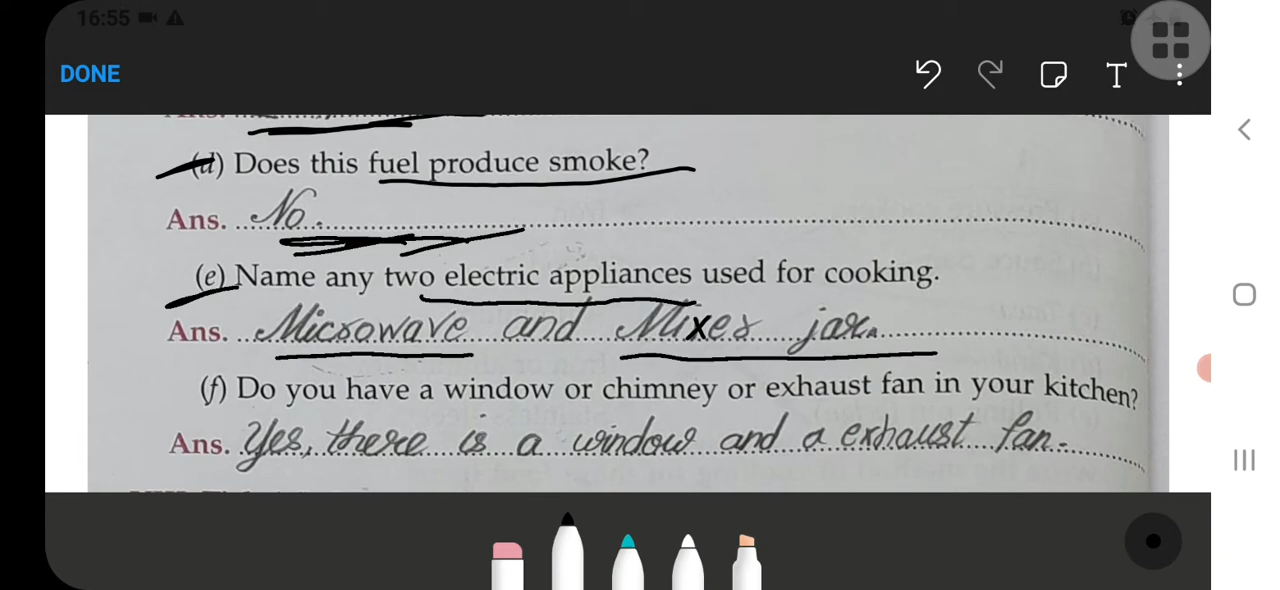 16:55
DONE
T
(d) Does this fuel produce smoke?
Ans. No.
(e) Name any two electric appliances used for cooking.
Ans. Microwave and Mixer jar.
(f) Do you have a window or chimney or exhaust fan in your kitchen?
Ans. Yes, there is a window and a exhaust fan.